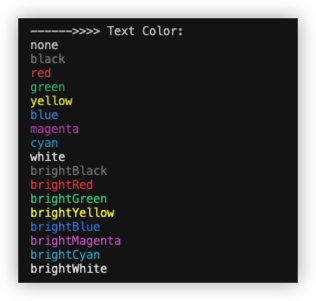 ------>>>> Text Color:
none
black
red
green
yellow
blue
magenta
cyan
white
brightBlack
brightRed
brightGreen
brightYellow
brightBlue
brightMagenta
brightCyan
brightWhite